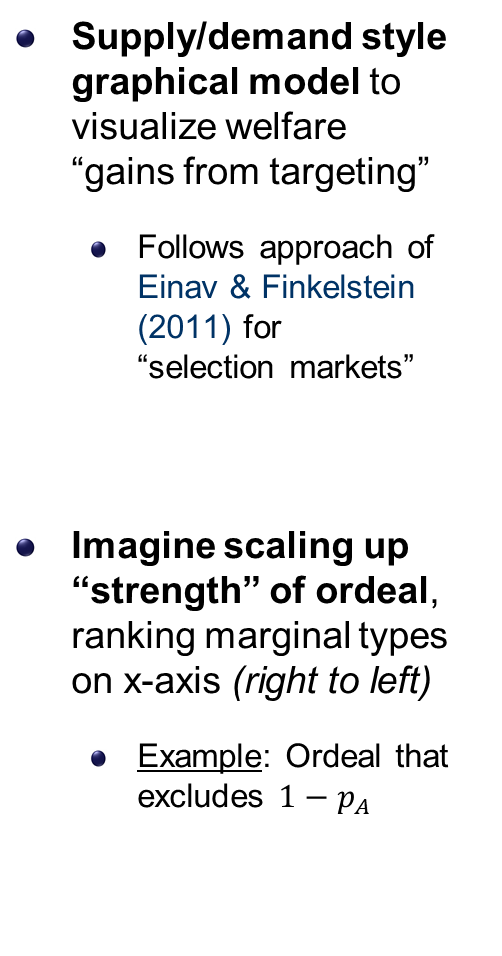 Supply/demand style
graphical model to
visualize welfare
“gains from targeting”
Follows approach of
Einav & Finkelstein
(2011) for
“selection markets”
Imagine scaling up
“strength” of ordeal,
ranking marginal types
on x-axis (right to left)
Example: Ordeal that
excludes 1 − p_A